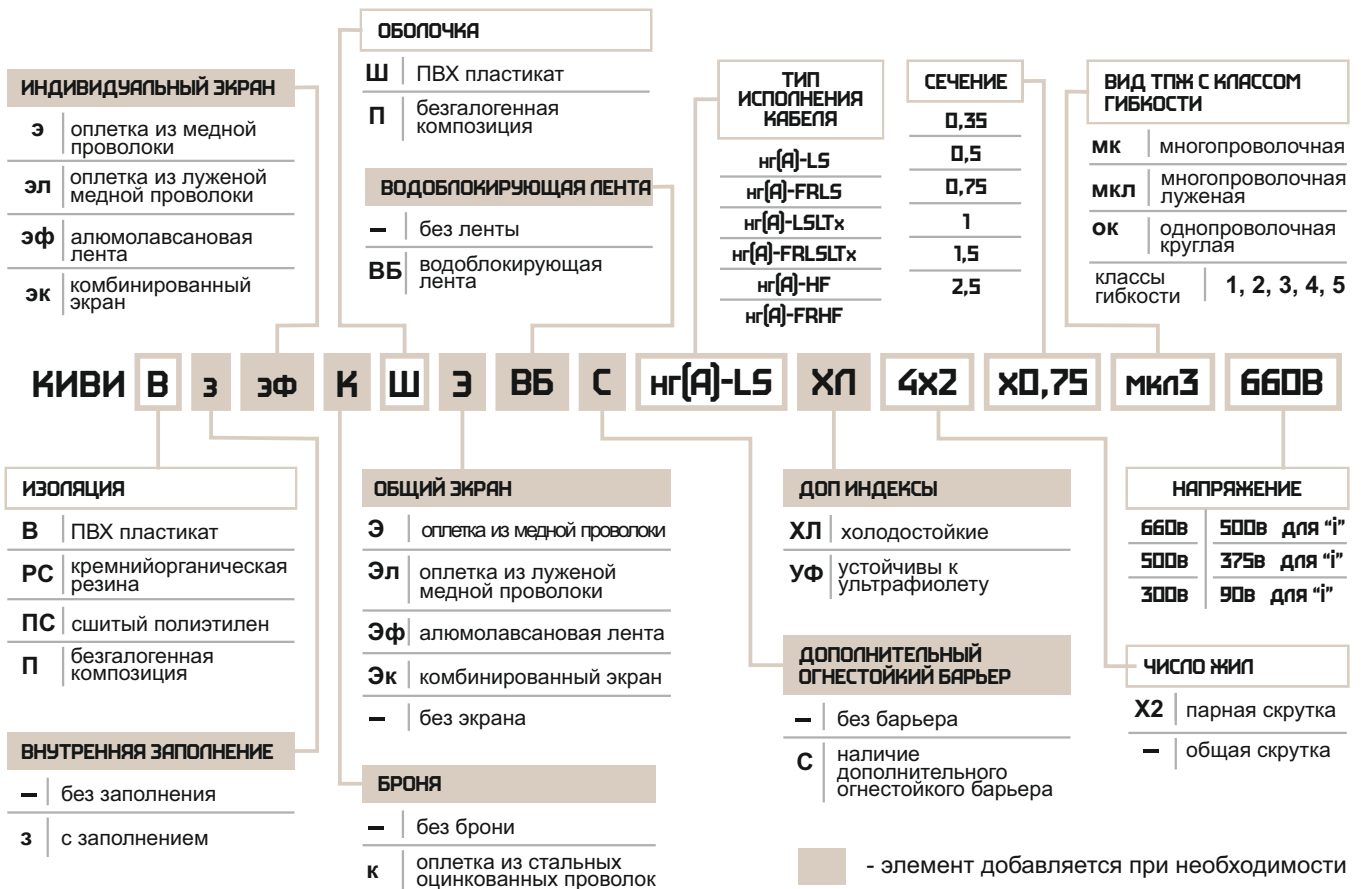 ОБОЛОЧКА
Ш ПВХ пластикат
П безгалогенная
композиция
ИНДИВИДУАЛЬНЫЙ ЭКРАН
э оплетка из медной
проволоки
эл оплетка из луженой
медной проволоки
эф алюмолавсановая
лента
эк комбинированный
экран
ВОДОБЛОКИРУЮЩАЯ ЛЕНТА
– без ленты
ВБ водоблокирующая
лента
ТИП
ИСПОЛНЕНИЯ
КАБЕЛЯ
нг(А)-LS
нг(А)-FRLS
нг(А)-LSLTx
нг(А)-FRLSLTx
нг(А)-HF
нг(А)-FRHF
СЕЧЕНИЕ
0,35
0,5
0,75
1
1,5
2,5
ВИД ТПЖ С КЛАССОМ
ГИБКОСТИ
мк многопроволочная
мкл многопроволочная
луженая
ок однопроволочная
круглая
классы
гибкости 1, 2, 3, 4, 5
КИВИ В з эф К Ш Э ВБ С нг(А)-LS ХЛ 4х2 х0,75 мкл3 660В
ИЗОЛЯЦИЯ
В ПВХ пластикат
РС кремнийорганическая
резина
ПС сшитый полиэтилен
П безгалогенная
композиция
ВНУТРЕННЯЯ ЗАПОЛНЕНИЕ
– без заполнения
з с заполнением
ОБЩИЙ ЭКРАН
Э оплетка из медной проволоки
Эл оплетка из луженой
медной проволоки
Эф алюмолавсановая лента
Эк комбинированный экран
– без экрана
БРОНЯ
– без брони
к оплетка из стальных
оцинкованных проволок
ДОП ИНДЕКСЫ
ХЛ холодостойкие
УФ устойчивы к
ультрафиолету
ДОПОЛНИТЕЛЬНЫЙ
ОГНЕСТОЙКИЙ БАРЬЕР
– без барьера
С наличие
дополнительного
огнестойкого барьера
НАПРЯЖЕНИЕ
660в 500в для “i”
500в 375в для “i”
300в 90в для “i”
ЧИСЛО ЖИЛ
Х2 парная скрутка
– общая скрутка
- элемент добавляется при необходимости